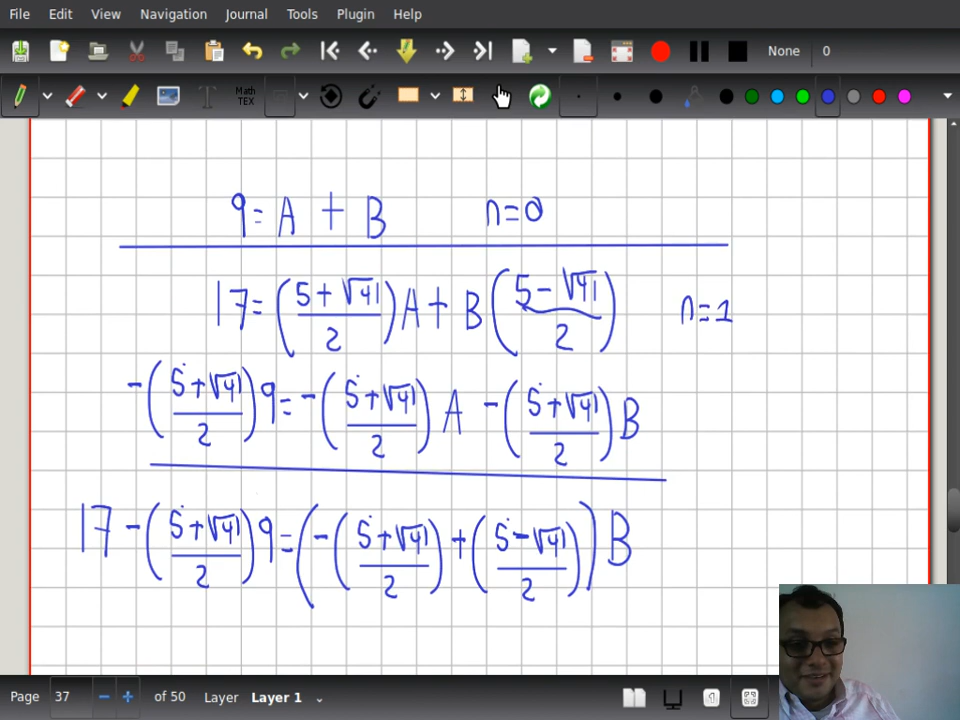 File Edit View Navigation Journal Tools Plugin Help
None 0
T Math TEX
9 = A + B n=0
17 = ((5+√41)/2) A + B ((5-√41)/2) n=1
-((5+√41)/2) 9 = -((5+√41)/2) A - ((5+√41)/2) B
17 - ((5+√41)/2) 9 = (-((5+√41)/2) + ((5-√41)/2)) B
Page 37 of 50 Layer Layer 1